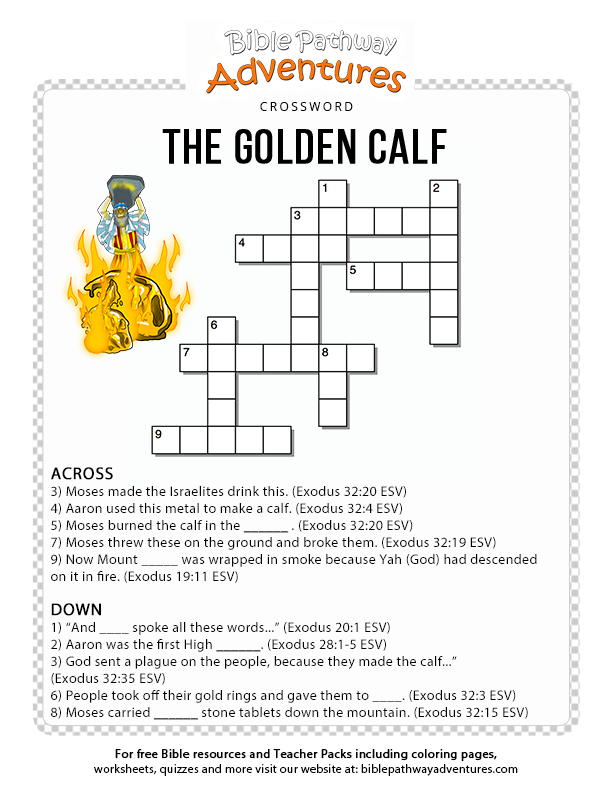 Bible Pathway
Adventures
CROSSWORD
THE GOLDEN CALF
1
2
3
4
5
6
7
8
9
ACROSS
3) Moses made the Israelites drink this. (Exodus 32:20 ESV)
4) Aaron used this metal to make a calf. (Exodus 32:4 ESV)
5) Moses burned the calf in the ______ . (Exodus 32:20 ESV)
7) Moses threw these on the ground and broke them. (Exodus 32:19 ESV)
9) Now Mount _____ was wrapped in smoke because Yah (God) had descended
on it in fire. (Exodus 19:11 ESV)
DOWN
1) “And ____ spoke all these words...” (Exodus 20:1 ESV)
2) Aaron was the first High ______. (Exodus 28:1-5 ESV)
3) God sent a plague on the people, because they made the calf...”
(Exodus 32:35 ESV)
6) People took off their gold rings and gave them to ____. (Exodus 32:3 ESV)
8) Moses carried ______ stone tablets down the mountain. (Exodus 32:15 ESV)
For free Bible resources and Teacher Packs including coloring pages,
worksheets, quizzes and more visit our website at: biblepathwayadventures.com